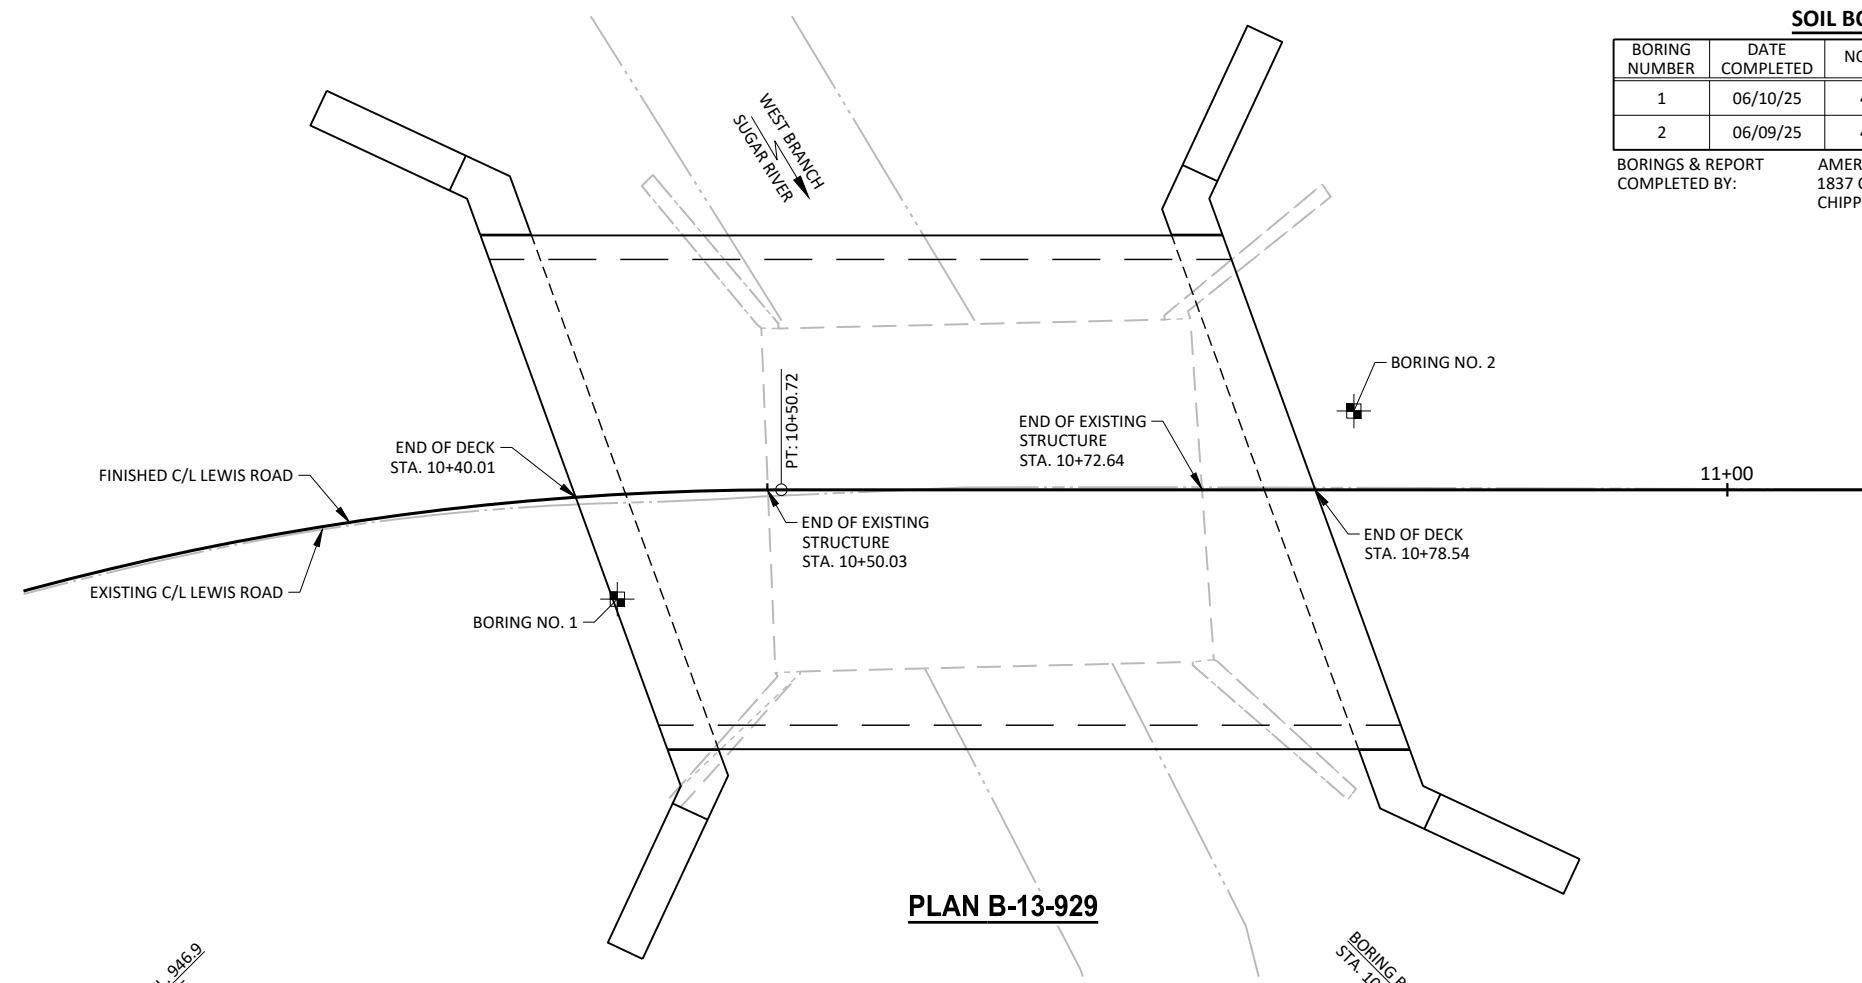 SOIL
BORING
NUMBER
DATE
COMPLETED
1
06/10/25
2
06/09/25
BORINGS & REPORT
COMPLETED BY:
1837
WEST BRANCH
SUGAR RIVER
BORING NO. 2
PT: 10+50.72
END OF EXISTING
STRUCTURE
STA. 10+72.64
END OF DECK
STA. 10+40.01
FINISHED C/L LEWIS ROAD
11+00
END OF EXISTING
STRUCTURE
STA. 10+50.03
END OF DECK
STA. 10+78.54
EXISTING C/L LEWIS ROAD
BORING NO. 1
PLAN B-13-929
946.9
BORING
STA.